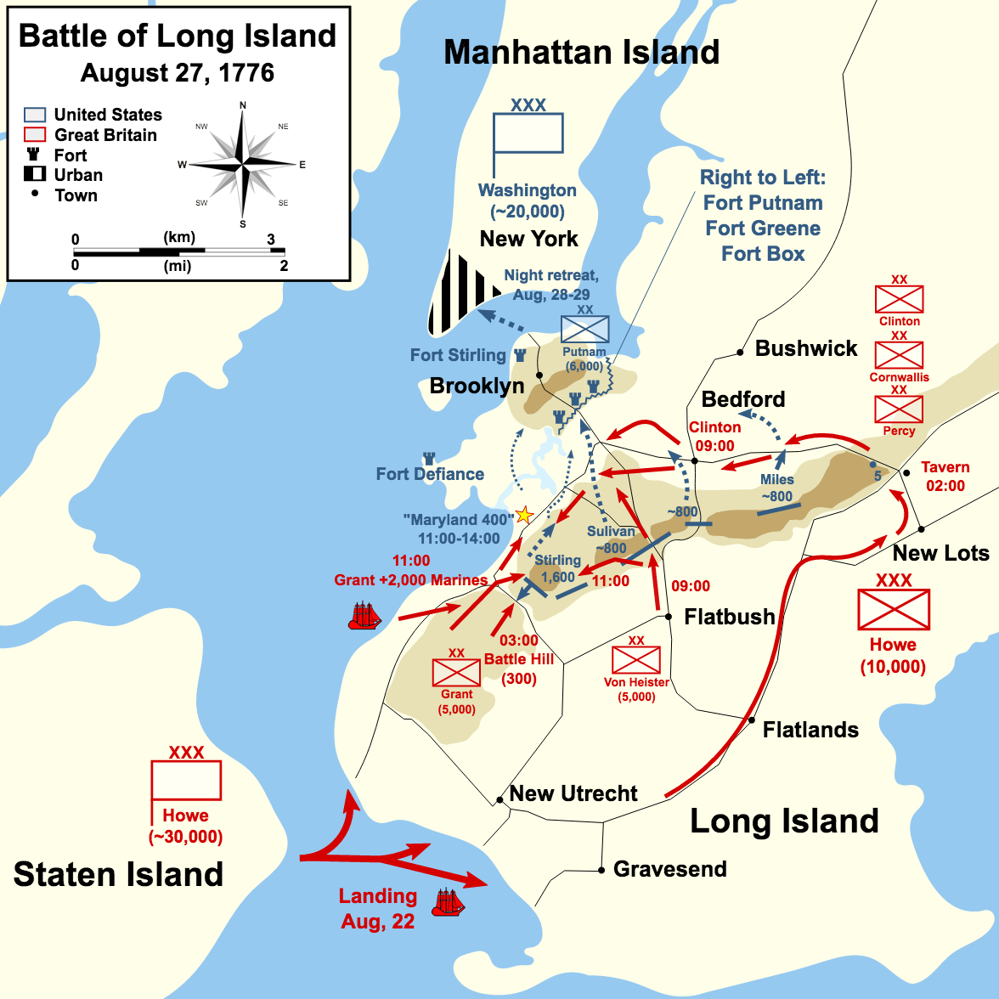 Battle of Long Island
August 27, 1776
United States
Great Britain
Fort
Urban
Town
N
NE
E
SE
S
SW
W
NW
0
(km)
3
0
(mi)
2
Manhattan Island
XXX
Washington
(~20,000)
New York
Right to Left:
Fort Putnam
Fort Greene
Fort Box
Night retreat,
Aug, 28-29
XX
Putnam
(6,000)
Fort Stirling
Brooklyn
Bushwick
Bedford
XX
Clinton
XX
Cornwallis
XX
Percy
Clinton
09:00
Fort Defiance
Miles
~800
5
Tavern
02:00
"Maryland 400"
11:00-14:00
~800
Sulivan
~800
New Lots
Stirling
1,600
11:00
Grant +2,000 Marines
11:00
09:00
XXX
Howe
(10,000)
Flatbush
03:00
Battle Hill
(300)
XX
Grant
(5,000)
XX
Von Heister
(5,000)
Flatlands
XXX
Howe
(~30,000)
New Utrecht
Long Island
Staten Island
Gravesend
Landing
Aug, 22